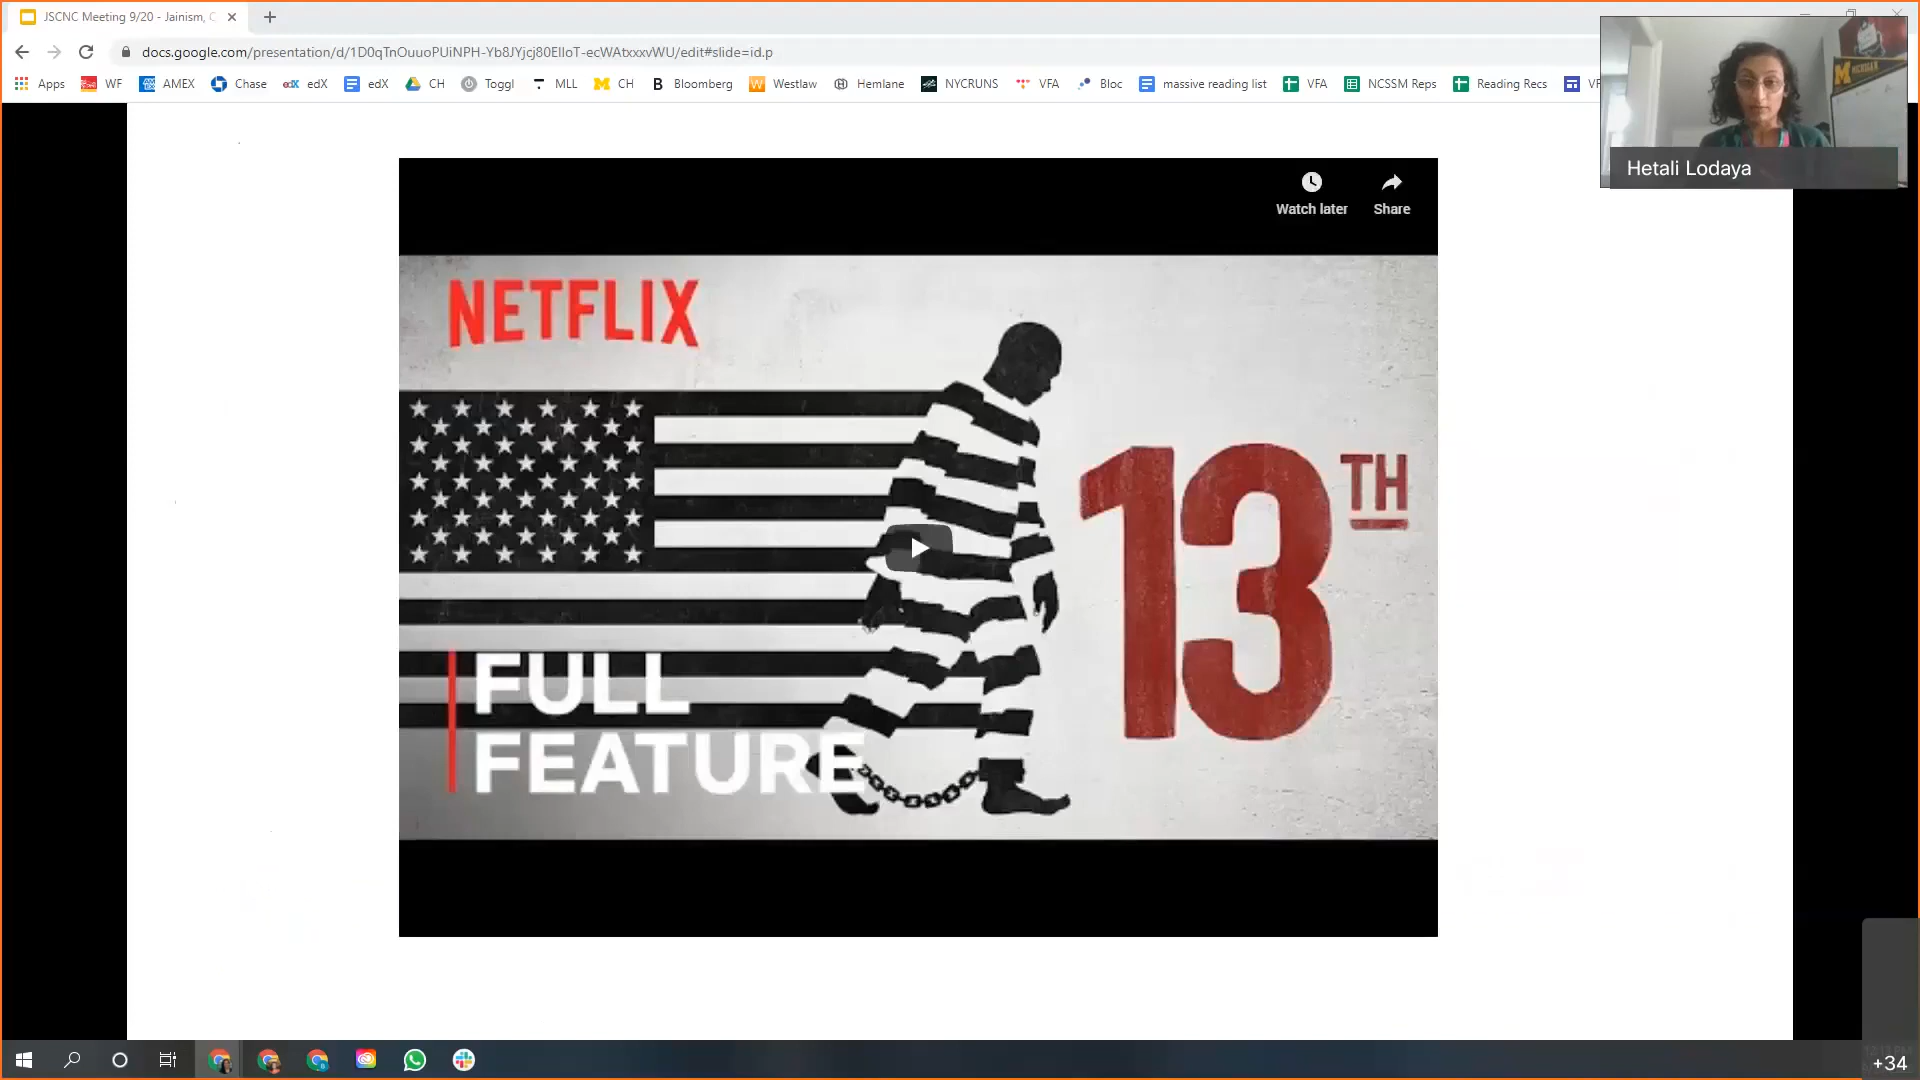 JSCNC Meeting 9/20 - Jainism,
docs.google.com/presentation/d/1D0qTnOuuoPUiNPH-Yb8JYjcj80EIIoT-ecWAtxxxvWU/edit#slide=id.p
Apps WF AMEX Chase edX edX CH Toggl MLL CH Bloomberg Westlaw Hemlane NYCRUNS VFA Bloc massive reading list VFA NCSSM Reps Reading Recs
MICHIGAN
Hetali Lodaya
Watch later Share
NETFLIX
13TH
FULL
FEATURE
+34